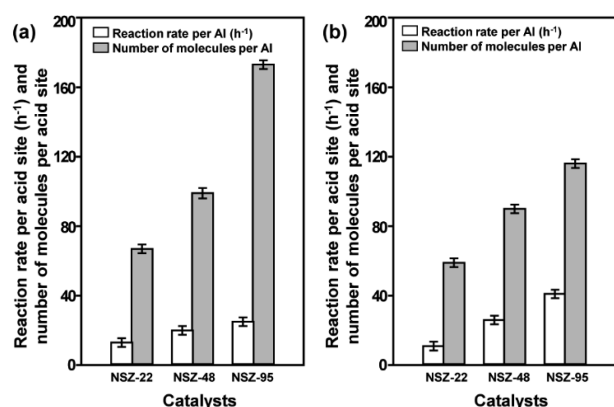 (a)
Reaction rate per acid site (h⁻¹) and
number of molecules per acid site
200
160
120
80
40
0
Reaction rate per Al (h⁻¹)
Number of molecules per Al
NSZ-22 NSZ-48 NSZ-95
Catalysts
(b)
Reaction rate per acid site (h⁻¹) and
number of molecules per acid site
200
160
120
80
40
0
Reaction rate per Al (h⁻¹)
Number of molecules per Al
NSZ-22 NSZ-48 NSZ-95
Catalysts